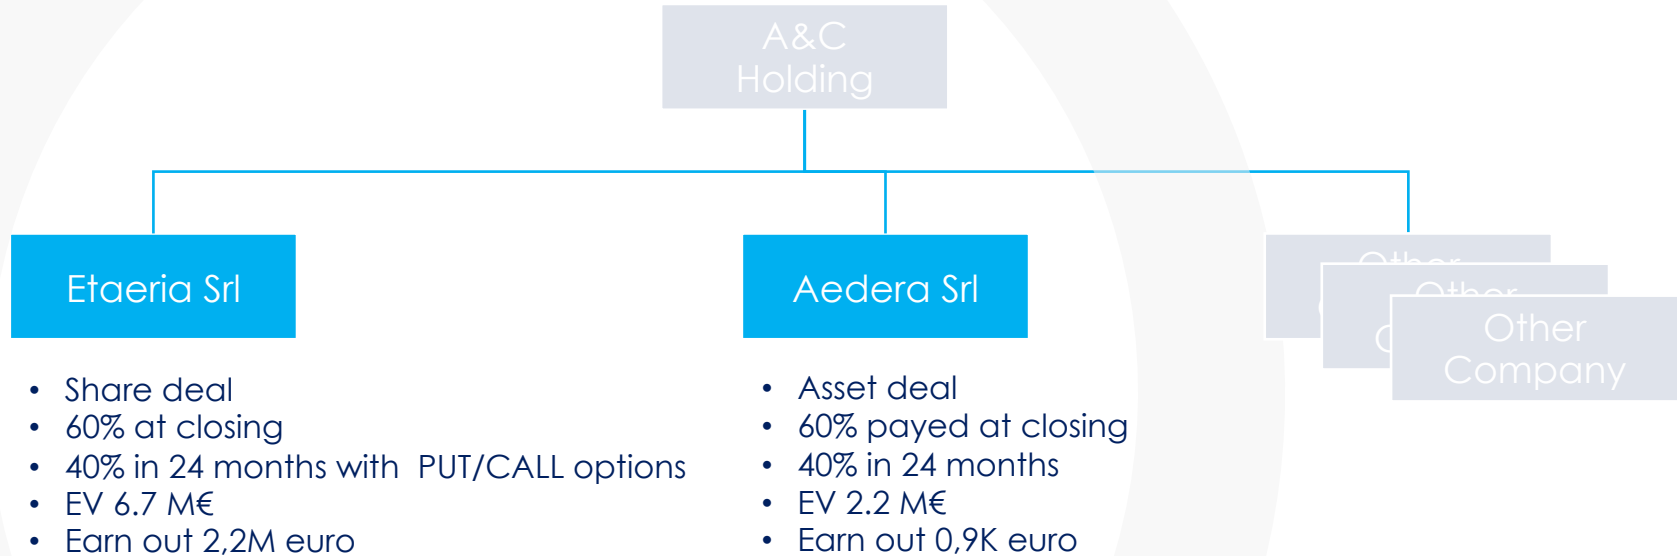 A&C
Holding
Etaeria Srl
Aedera Srl
Other
Other
Other
Company
• Share deal
• 60% at closing
• 40% in 24 months with PUT/CALL options
• EV 6.7 M€
• Earn out 2,2M euro
• Asset deal
• 60% payed at closing
• 40% in 24 months
• EV 2.2 M€
• Earn out 0,9K euro